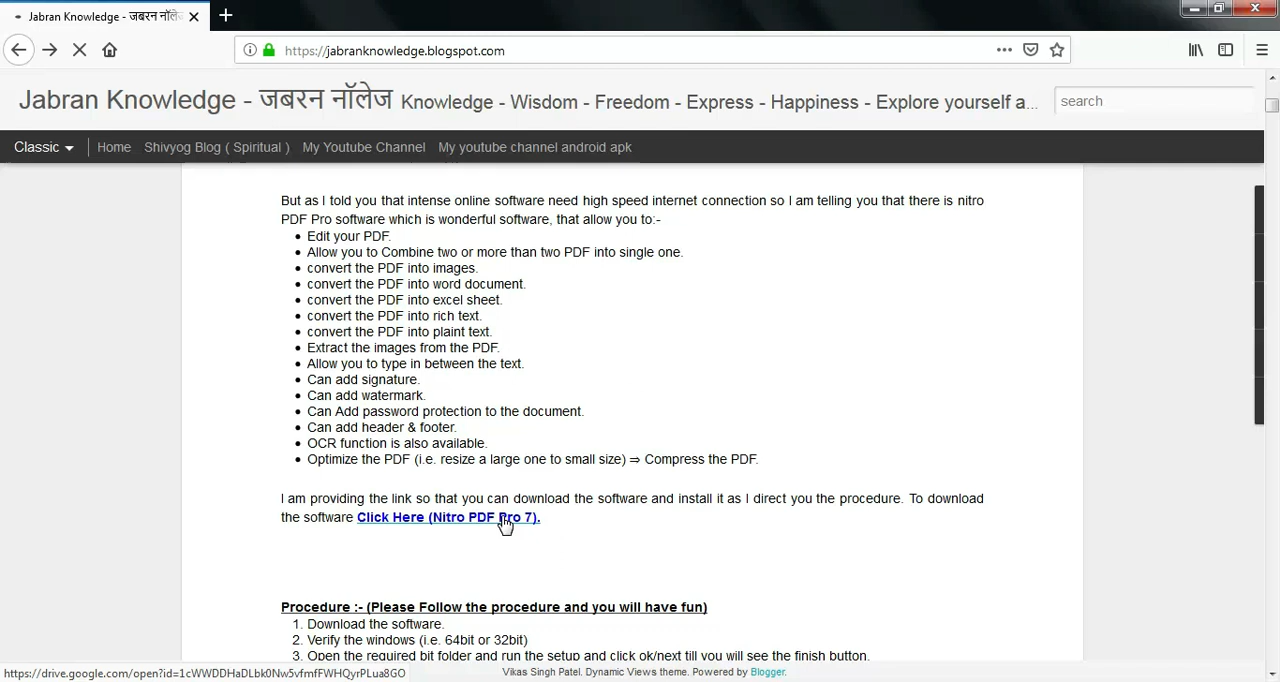 Jabran Knowledge - जबरन नॉलेज
https://jabranknowledge.blogspot.com
Jabran Knowledge - जबरन नॉलेज Knowledge - Wisdom - Freedom - Express - Happiness - Explore yourself a...
search
Classic Home Shivyog Blog ( Spiritual ) My Youtube Channel My youtube channel android apk
But as I told you that intense online software need high speed internet connection so I am telling you that there is nitro
PDF Pro software which is wonderful software, that allow you to:-
• Edit your PDF.
• Allow you to Combine two or more than two PDF into single one.
• convert the PDF into images.
• convert the PDF into word document.
• convert the PDF into excel sheet.
• convert the PDF into rich text.
• convert the PDF into plaint text.
• Extract the images from the PDF.
• Allow you to type in between the text.
• Can add signature.
• Can add watermark.
• Can Add password protection to the document.
• Can add header & footer.
• OCR function is also available.
• Optimize the PDF (i.e. resize a large one to small size) ⇒ Compress the PDF.
I am providing the link so that you can download the software and install it as I direct you the procedure. To download
the software Click Here (Nitro PDF Pro 7).
Procedure :- (Please Follow the procedure and you will have fun)
1. Download the software.
2. Verify the windows (i.e. 64bit or 32bit)
3. Open the required bit folder and run the setup and click ok/next till you will see the finish button.
https://drive.google.com/open?id=1cWWDDHaDLbk0Nw5vfmfFWHQyrPLua8GO
Vikas Singh Patel. Dynamic Views theme. Powered by Blogger.